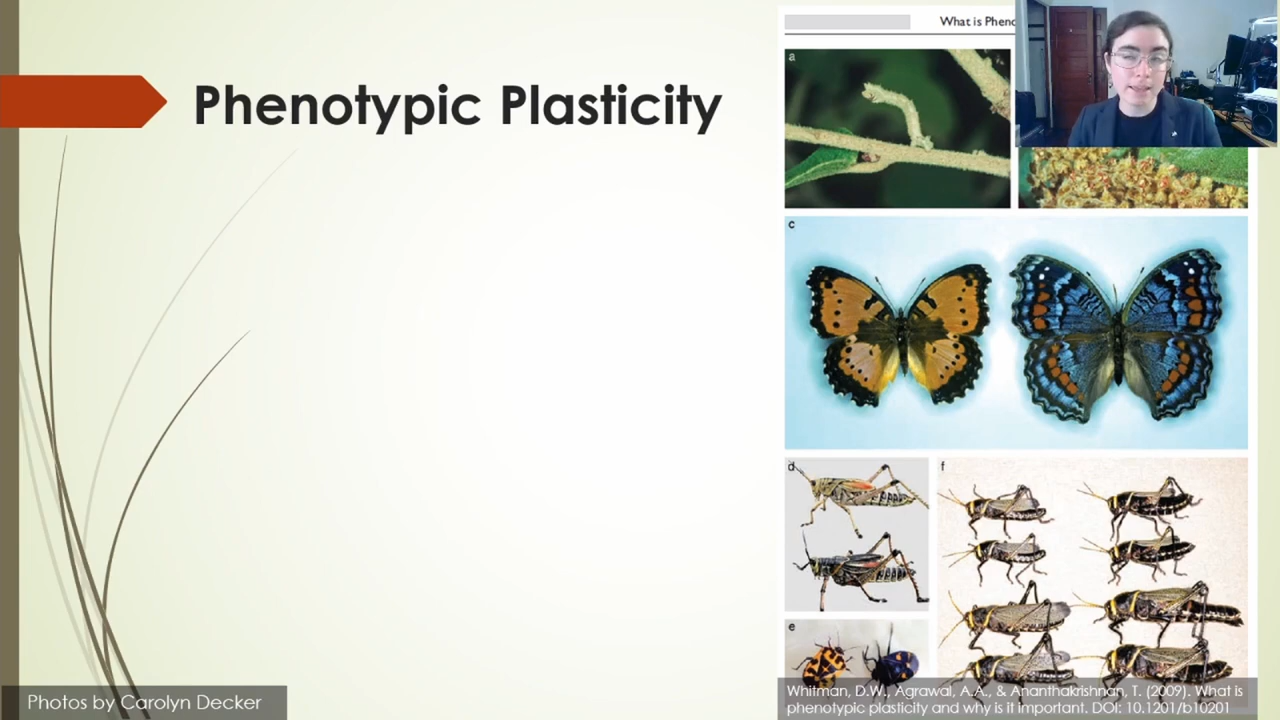 Phenotypic Plasticity
What is Pheno
a
c
d
f
e
Photos by Carolyn Decker
Whitman, D.W., Agrawal, A.A., & Ananthakrishnan, T. (2009). What is
phenotypic plasticity and why is it important. DOI: 10.1201/b10201